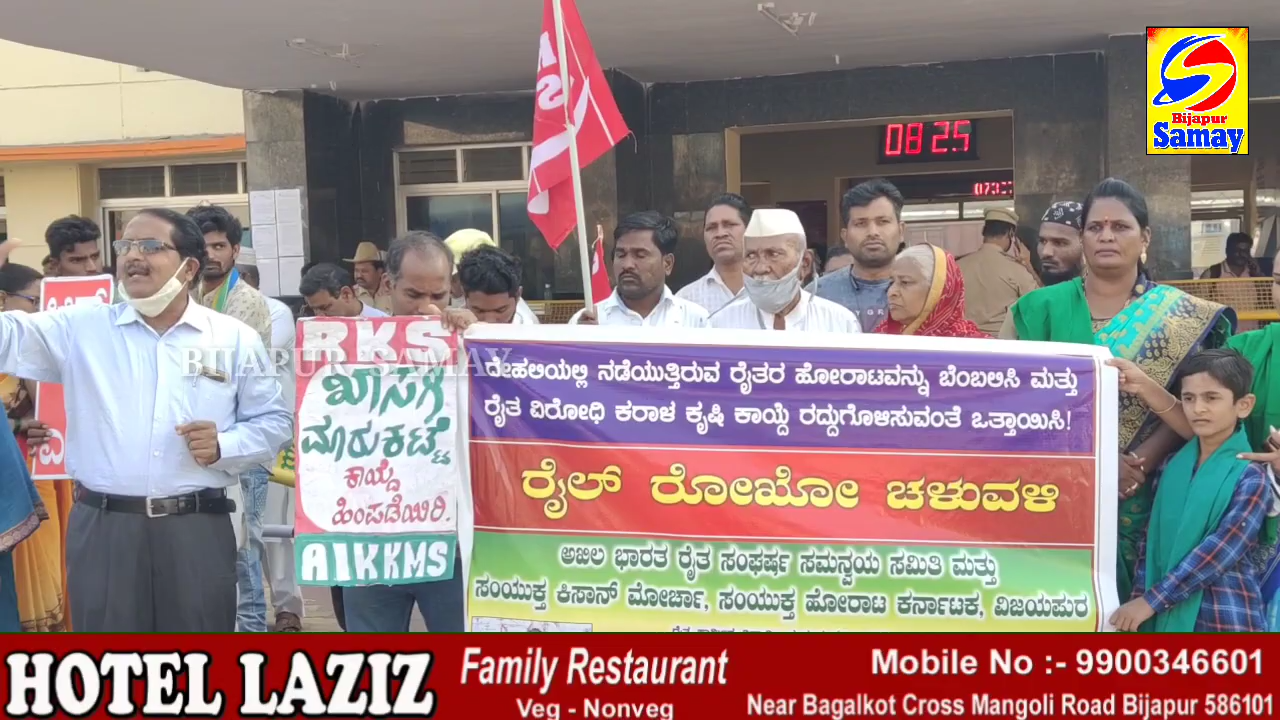 08 25
Bijapur
Samay
BIJAPUR SAMAY
RKS
ಖಾಸಗಿ
ಮಾರುಕಟ್ಟೆ
ಕಾಯ್ದೆ
ಹಿಂಪಡೆಯಿರಿ.
AIKKMS
ದೇಹಲಿಯಲ್ಲಿ ನಡೆಯುತ್ತಿರುವ ರೈತರ ಹೋರಾಟವನ್ನು ಬೆಂಬಲಿಸಿ ಮತ್ತು
ರೈತ ವಿರೋಧಿ ಕರಾಳ ಕೃಷಿ ಕಾಯ್ದೆ ರದ್ದುಗೊಳಿಸುವಂತೆ ಒತ್ತಾಯಿಸಿ!
ರೈಲ್ ರೋಖೋ ಚಳುವಳಿ
ಅಖಿಲ ಭಾರತ ರೈತ ಸಂಘರ್ಷ ಸಮನ್ವಯ ಸಮಿತಿ ಮತ್ತು
ಸಂಯುಕ್ತ ಕಿಸಾನ್ ಮೋರ್ಚಾ, ಸಂಯುಕ್ತ ಹೋರಾಟ ಕರ್ನಾಟಕ, ವಿಜಯಪುರ
HOTEL LAZIZ
Family Restaurant
Veg - Nonveg
Mobile No :- 9900346601
Near Bagalkot Cross Mangoli Road Bijapur 586101